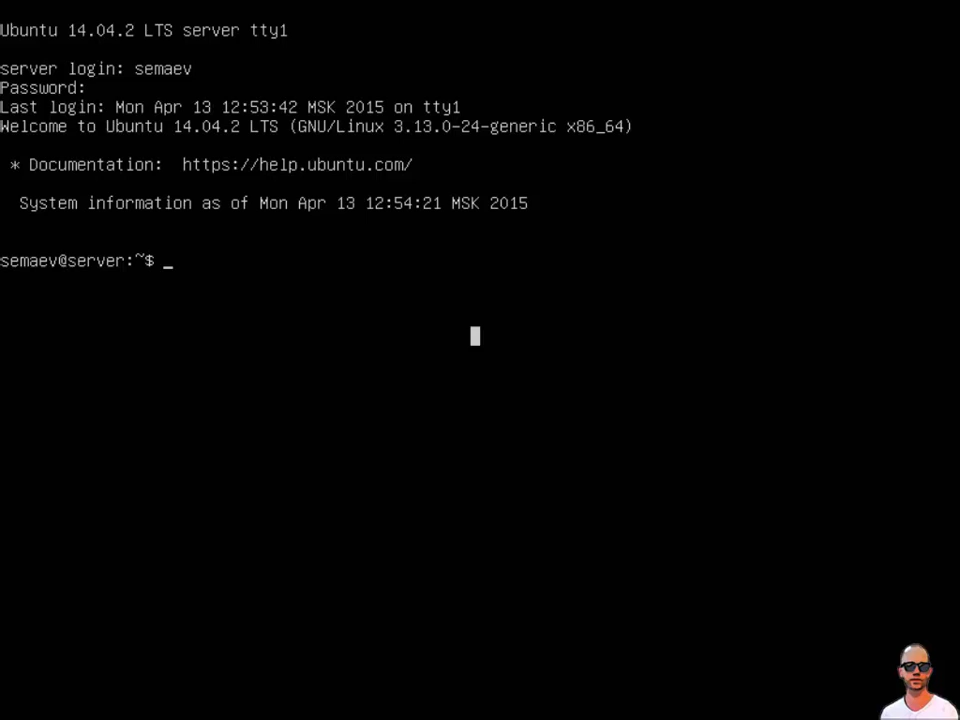 Ubuntu 14.04.2 LTS server tty1
server login: semaev
Password:
Last login: Mon Apr 13 12:53:42 MSK 2015 on tty1
Welcome to Ubuntu 14.04.2 LTS (GNU/Linux 3.13.0-24-generic x86_64)
* Documentation:  https://help.ubuntu.com/
System information as of Mon Apr 13 12:54:21 MSK 2015
semaev@server:~$ _